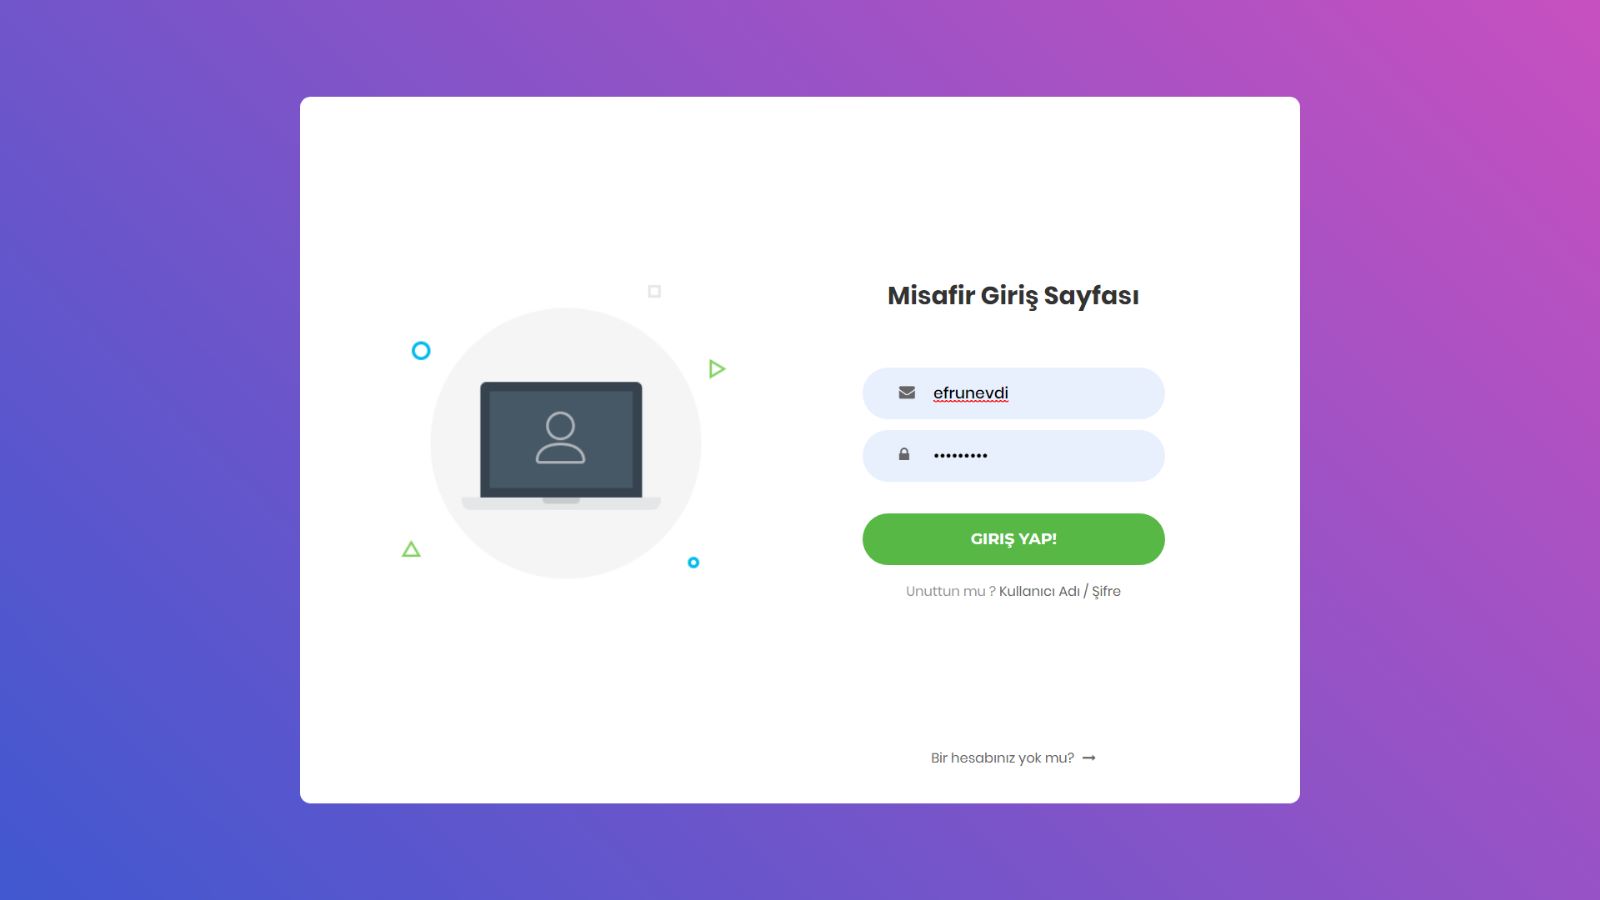 Misafir Giriş Sayfası
efrunevdi
•••••••••
GIRIŞ YAP!
Unuttun mu ? Kullanıcı Adı / Şifre
Bir hesabınız yok mu?